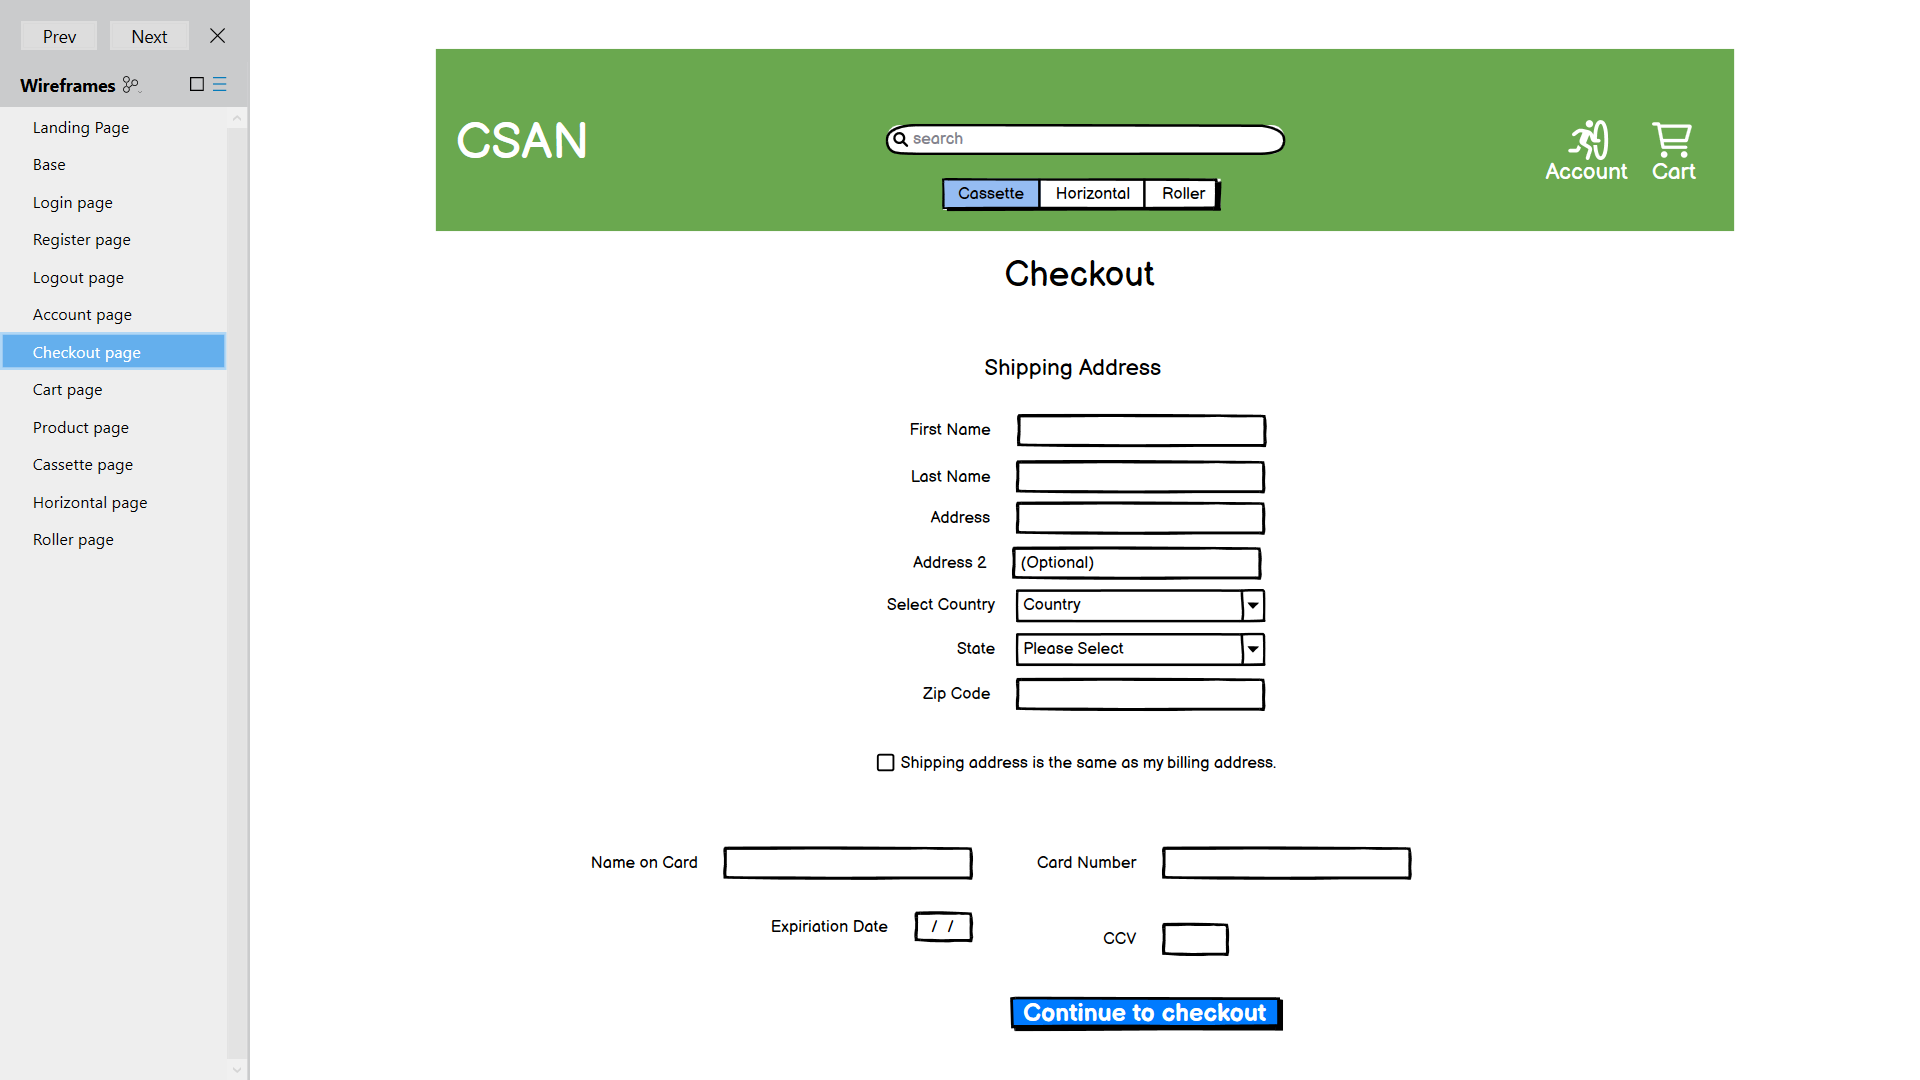 Prev Next
Wireframes
Landing Page
Base
Login page
Register page
Logout page
Account page
Checkout page
Cart page
Product page
Cassette page
Horizontal page
Roller page
CSAN
search
Account Cart
Cassette Horizontal Roller
Checkout
Shipping Address
First Name
Last Name
Address
Address 2 (Optional)
Select Country Country
State Please Select
Zip Code
Shipping address is the same as my billing address.
Name on Card Card Number
Expiriation Date / /
CCV
Continue to checkout